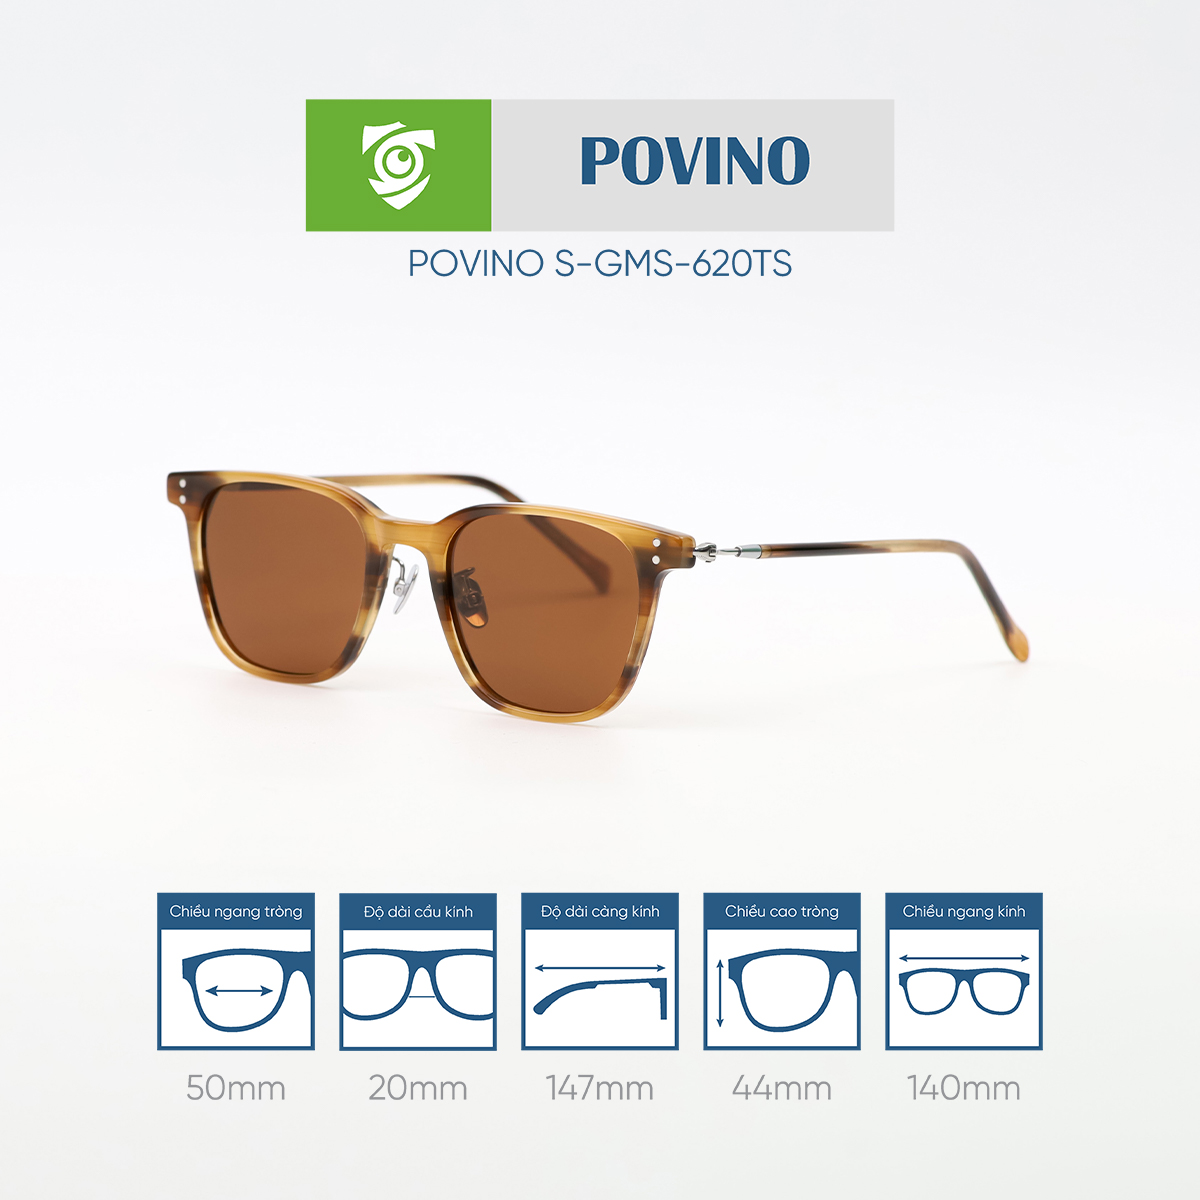 POVINO
POVINO S-GMS-620TS
Chiều ngang tròng
Độ dài cầu kính
Độ dài càng kính
Chiều cao tròng
Chiều ngang kính
50mm
20mm
147mm
44mm
140mm